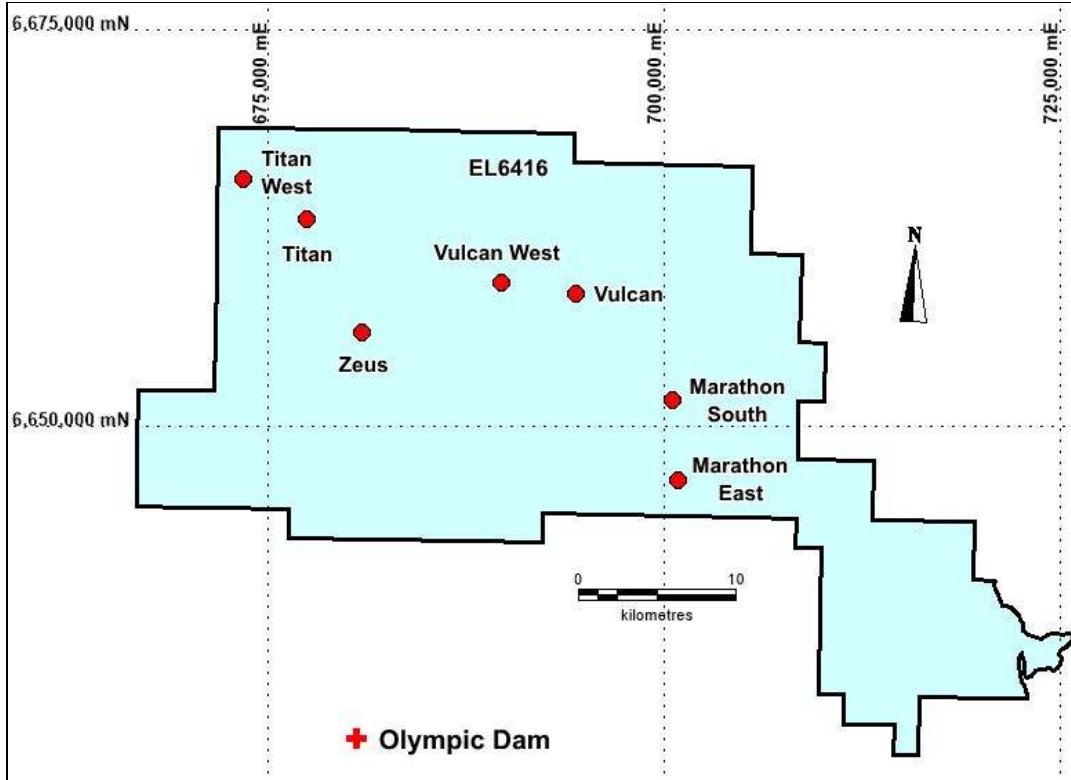 6,675,000 mN
675,000 mE
700,000 mE
725,000 mE
Titan
West
EL6416
Titan
Vulcan West
Vulcan
N
Zeus
Marathon
South
6,650,000 mN
Marathon
East
0 10
kilometres
Olympic Dam